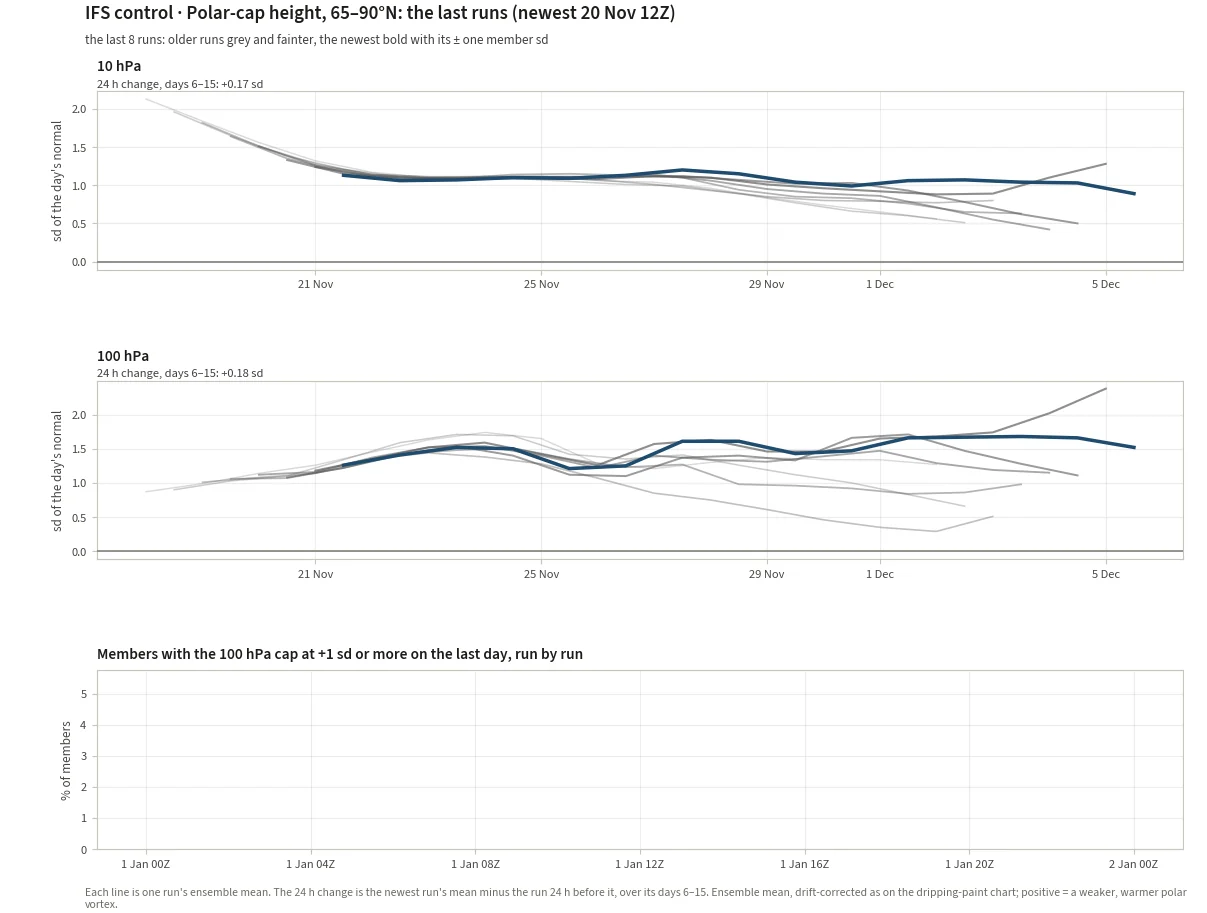 IFS control · Polar-cap height, 65–90°N: the last runs (newest 20 Nov 12Z)
the last 8 runs: older runs grey and fainter, the newest bold with its ± one member sd
10 hPa
24 h change, days 6–15: +0.17 sd
sd of the day's normal
2.0
1.5
1.0
0.5
0.0
21 Nov
25 Nov
29 Nov
1 Dec
5 Dec
100 hPa
24 h change, days 6–15: +0.18 sd
sd of the day's normal
2.0
1.5
1.0
0.5
0.0
21 Nov
25 Nov
29 Nov
1 Dec
5 Dec
Members with the 100 hPa cap at +1 sd or more on the last day, run by run
% of members
5
4
3
2
1
0
1 Jan 00Z
1 Jan 04Z
1 Jan 08Z
1 Jan 12Z
1 Jan 16Z
1 Jan 20Z
2 Jan 00Z
Each line is one run's ensemble mean. The 24 h change is the newest run's mean minus the run 24 h before it, over its days 6–15. Ensemble mean, drift-corrected as on the dripping-paint chart; positive = a weaker, warmer polar
vortex.